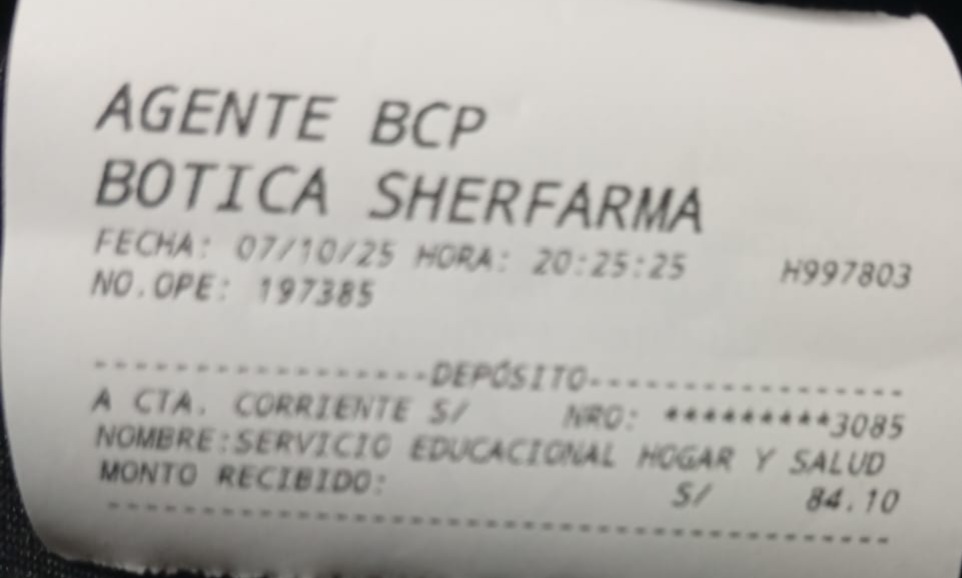 AGENTE BCP
BOTICA SHERFARMA
FECHA: 07/10/25 HORA: 20:25:25 H997803
NO.OPE: 197385
-----------------DEPÓSITO-----------------
A CTA. CORRIENTE S/ NRO: *********3085
NOMBRE:SERVICIO EDUCACIONAL HOGAR Y SALUD
MONTO RECIBIDO: S/ 84.10
------------------------------------------